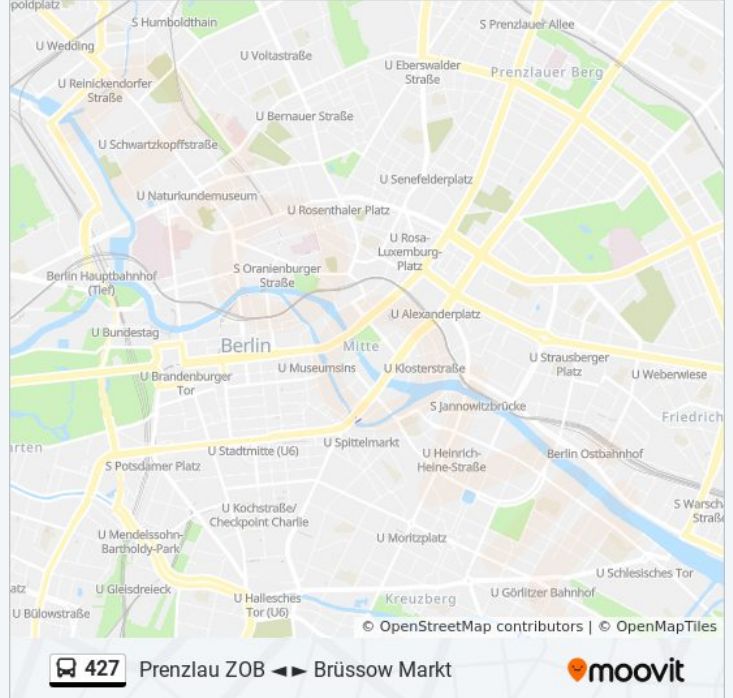 poldplatz
S Humboldthain
S Prenzlauer Allee
U Wedding
U Voltastraße
U Eberswalder
Straße
Prenzlauer Berg
U Reinickendorfer
Straße
U Bernauer Straße
U Schwartzkopffstraße
U Senefelderplatz
U Naturkundemuseum
U Rosenthaler Platz
U Rosa-
Luxemburg-
Platz
Berlin Hauptbahnhof
(Tief)
S Oranienburger
Straße
U Alexanderplatz
U Bundestag
Berlin
Mitte
U Strausberger
Platz
U Brandenburger
Tor
U Museumsins
U Klosterstraße
U Weberwiese
S Jannowitzbrücke
Friedrich
rten
U Stadtmitte (U6)
U Spittelmarkt
U Heinrich-
Heine-Straße
Berlin Ostbahnhof
S Potsdamer Platz
S Warsch
Straße
U Kochstraße/
Checkpoint Charlie
U Mendelssohn-
Bartholdy-Park
U Moritzplatz
U Schlesisches Tor
atz
U Gleisdreieck
U Hallesches
Tor (U6)
Kreuzberg
U Görlitzer Bahnhof
U Bülowstraße
© OpenStreetMap contributors | © OpenMapTiles
427 Prenzlau ZOB ◄ ► Brüssow Markt
moovit